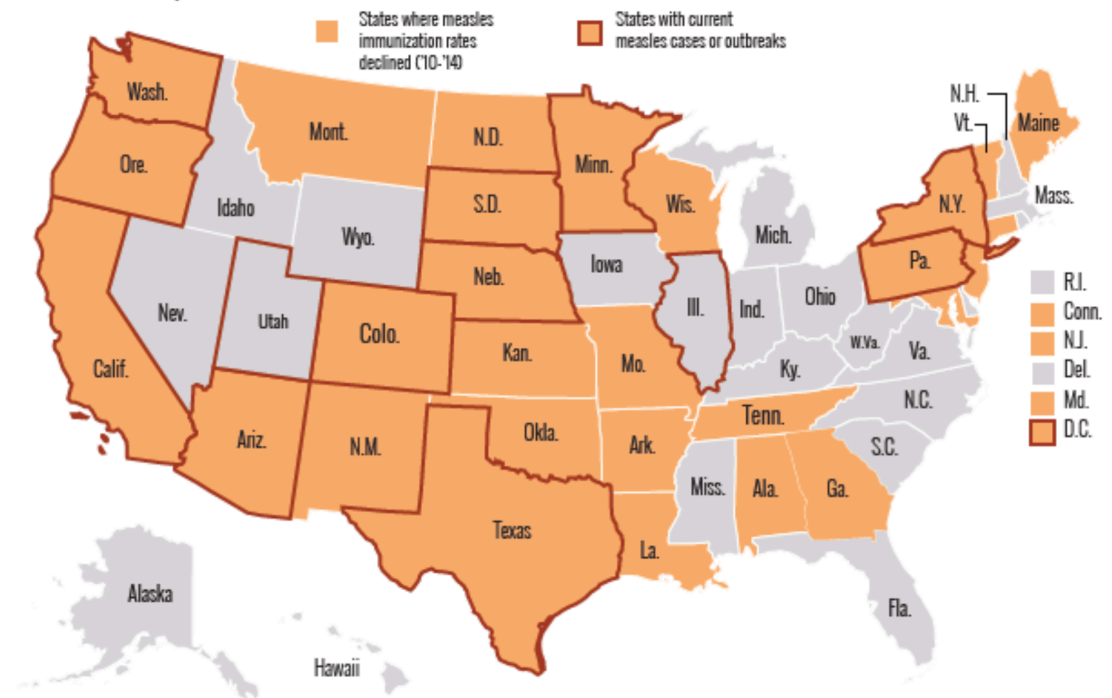 States where measles
immunization rates
declined ('10-'14)
States with current
measles cases or outbreaks
Wash.
Mont.
N.D.
Minn.
N.H.
Vt.
Maine
Ore.
Idaho
S.D.
Wis.
N.Y.
Mass.
Wyo.
Mich.
Iowa
Pa.
Neb.
Nev.
Utah
Colo.
Ill.
Ind.
Ohio
R.I.
Conn.
N.J.
Del.
Md.
D.C.
W.Va.
Va.
Calif.
Kan.
Mo.
Ky.
N.C.
Tenn.
Ariz.
N.M.
Okla.
Ark.
S.C.
Miss.
Ala.
Ga.
Texas
La.
Alaska
Fla.
Hawaii